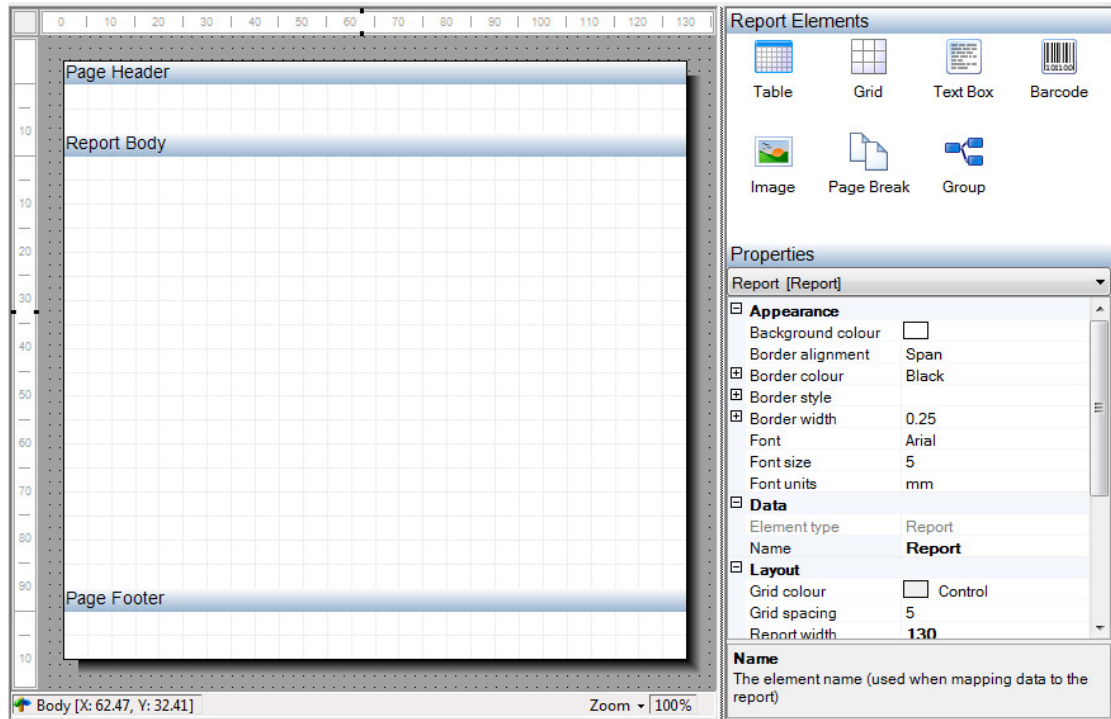 0 10 20 30 40 50 60 70 80 90 100 110 120 130
Page Header
10
Report Body
10
20
30
40
50
60
70
80
90
Page Footer
10
Body [X: 62.47, Y: 32.41]
Zoom 100%
Report Elements
Table Grid Text Box Barcode
101100
Image Page Break Group
Properties
Report [Report]
Appearance
Background colour
Border alignment Span
Border colour Black
Border style
Border width 0.25
Font Arial
Font size 5
Font units mm
Data
Element type Report
Name Report
Layout
Grid colour Control
Grid spacing 5
Report width 130
Name
The element name (used when mapping data to the
report)